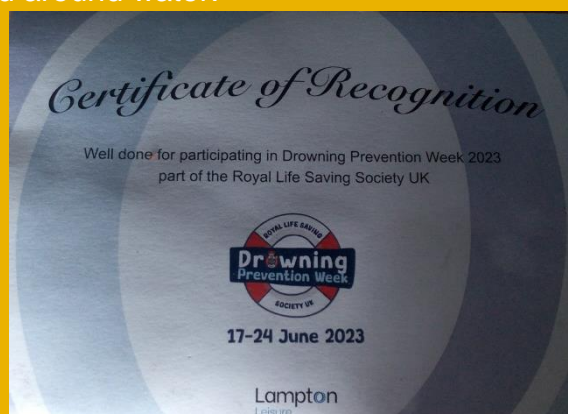 Certificate of Recognition
Well done for participating in Drowning Prevention Week 2023
part of the Royal Life Saving Society UK
ROYAL LIFE SAVING
Drowning
Prevention Week
SOCIETY UK
17-24 June 2023
Lampton
Leisure